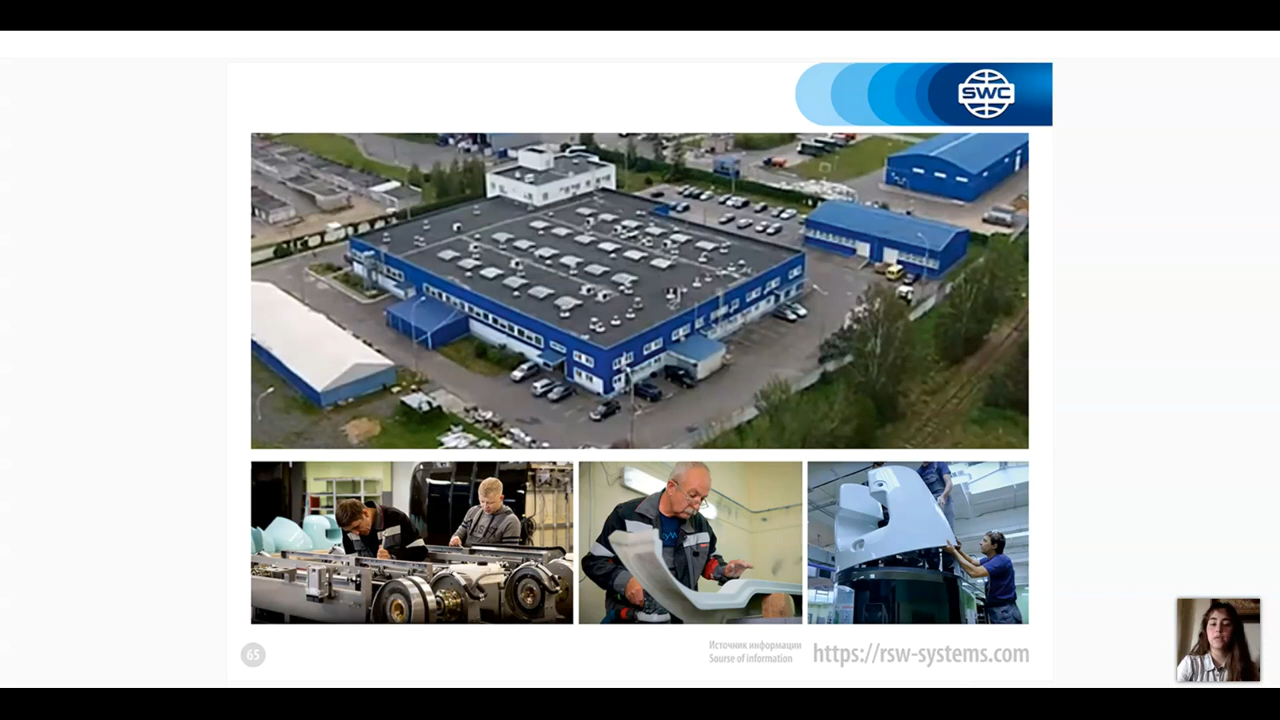 SWC
65
Источник информации
Sourse of information
https://rsw-systems.com